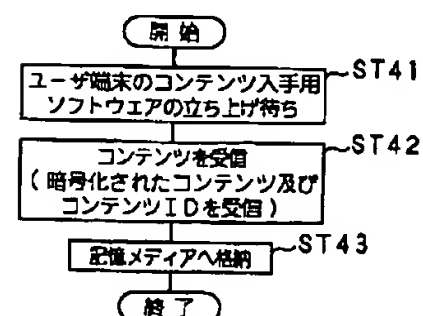 開始
ユーザ端末のコンテンツ入手用
ソフトウェアの立ち上げ待ち
ST41
コンテンツを受信
(暗号化されたコンテンツ及び
コンテンツIDを受信)
ST42
記憶メディアへ格納
ST43
終了